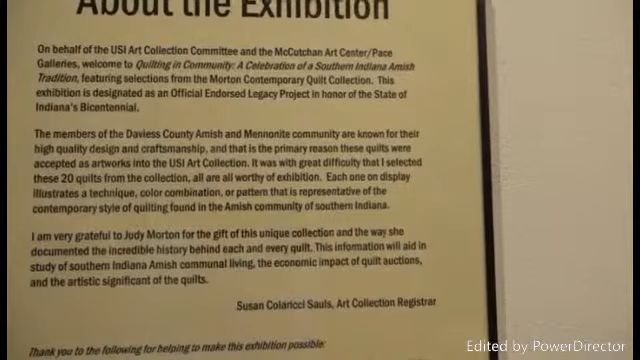 About the Exhibition
On behalf of the USI Art Collection Committee and the McCutchan Art Center/Pace
Galleries, welcome to Quilting in Community: A Celebration of a Southern Indiana Amish
Tradition, featuring selections from the Morton Contemporary Quilt Collection. This
exhibition is designated as an Official Endorsed Legacy Project in honor of the State of
Indiana's Bicentennial.
The members of the Daviess County Amish and Mennonite community are known for their
high quality design and craftsmanship, and that is the primary reason these quilts were
accepted as artworks into the USI Art Collection. It was with great difficulty that I selected
these 20 quilts from the collection, all are all worthy of exhibition. Each one on display
illustrates a technique, color combination, or pattern that is representative of the
contemporary style of quilting found in the Amish community of southern Indiana.
I am very grateful to Judy Morton for the gift of this unique collection and the way she
documented the incredible history behind each and every quilt. This information will aid in
study of southern Indiana Amish communal living, the economic impact of quilt auctions,
and the artistic significant of the quilts.
Susan Colaricci Sauls, Art Collection Registrar
Thank you to the following for helping to make this exhibition possible:
Edited by PowerDirector